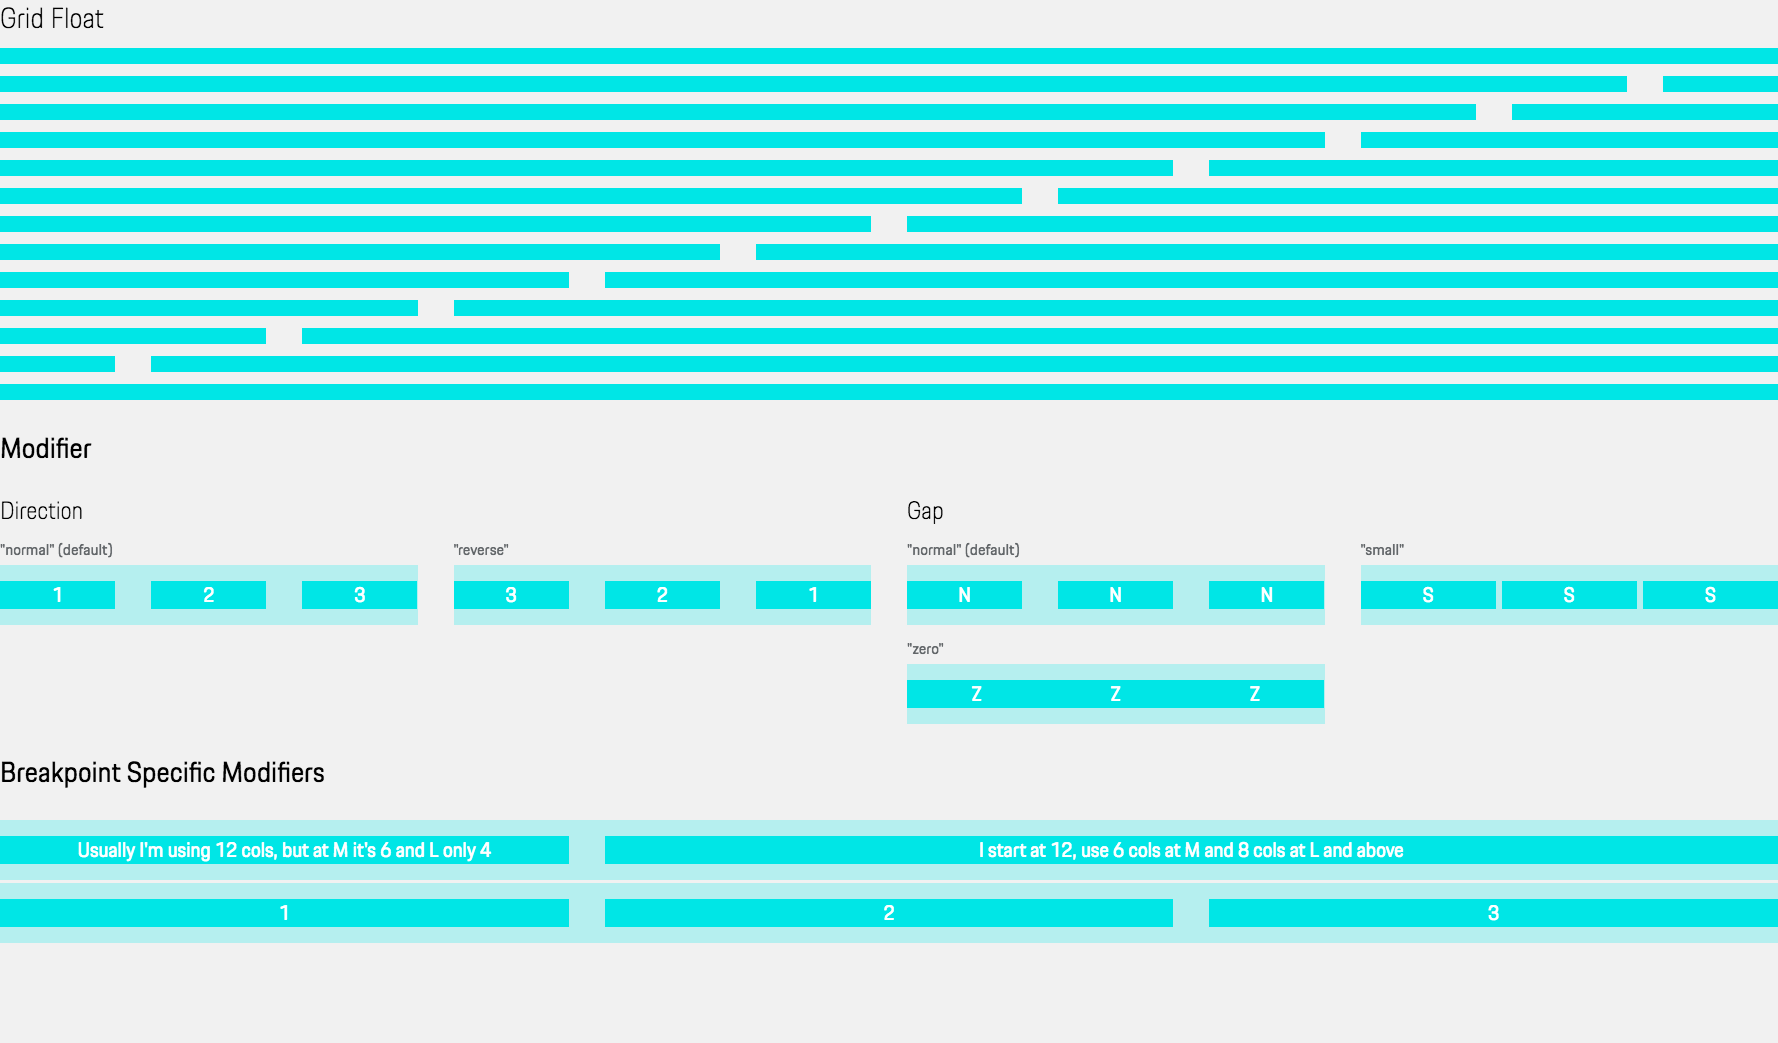 Grid Float
Modifier
Direction
Gap
"normal" (default)
"reverse"
"normal" (default)
"small"
1 2 3
3 2 1
N N N
S S S
"zero"
Z Z Z
Breakpoint Specific Modifiers
Usually I'm using 12 cols, but at M it's 6 and L only 4
I start at 12, use 6 cols at M and 8 cols at L and above
1 2 3